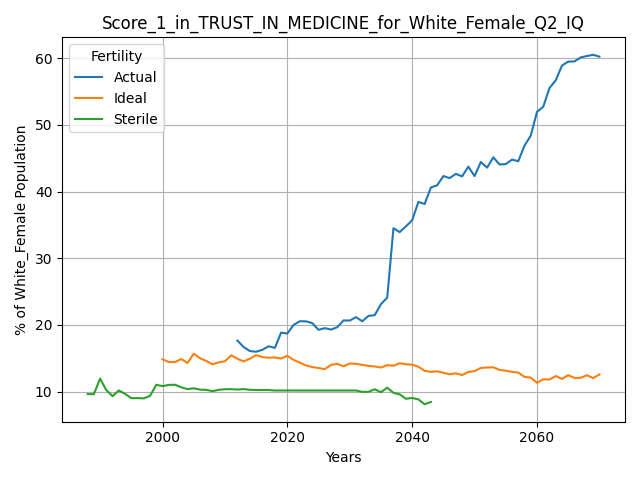 Score_1_in_TRUST_IN_MEDICINE_for_White_Female_Q2_IQ
Fertility
Actual
Ideal
Sterile
% of White_Female Population
60
50
40
30
20
10
2000
2020
2040
2060
Years